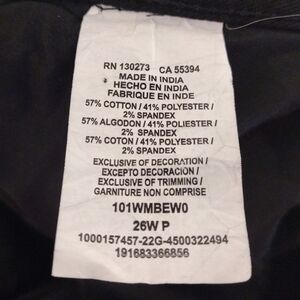 RN 130273 CA 55394
MADE IN INDIA
HECHO EN INDIA
FABRIQUE EN INDE
57% COTTON / 41% POLYESTER /
2% SPANDEX
57% ALGODON / 41% POLIESTER /
2% SPANDEX
57% COTON / 41% POLYESTER /
2% SPANDEX
EXCLUSIVE OF DECORATION /
EXCEPTO DECORACION /
EXCLUSIVE OF TRIMMING /
GARNITURE NON COMPRISE
101WMBEW0
26W P
1000157457-22G-4500322494
191683366856